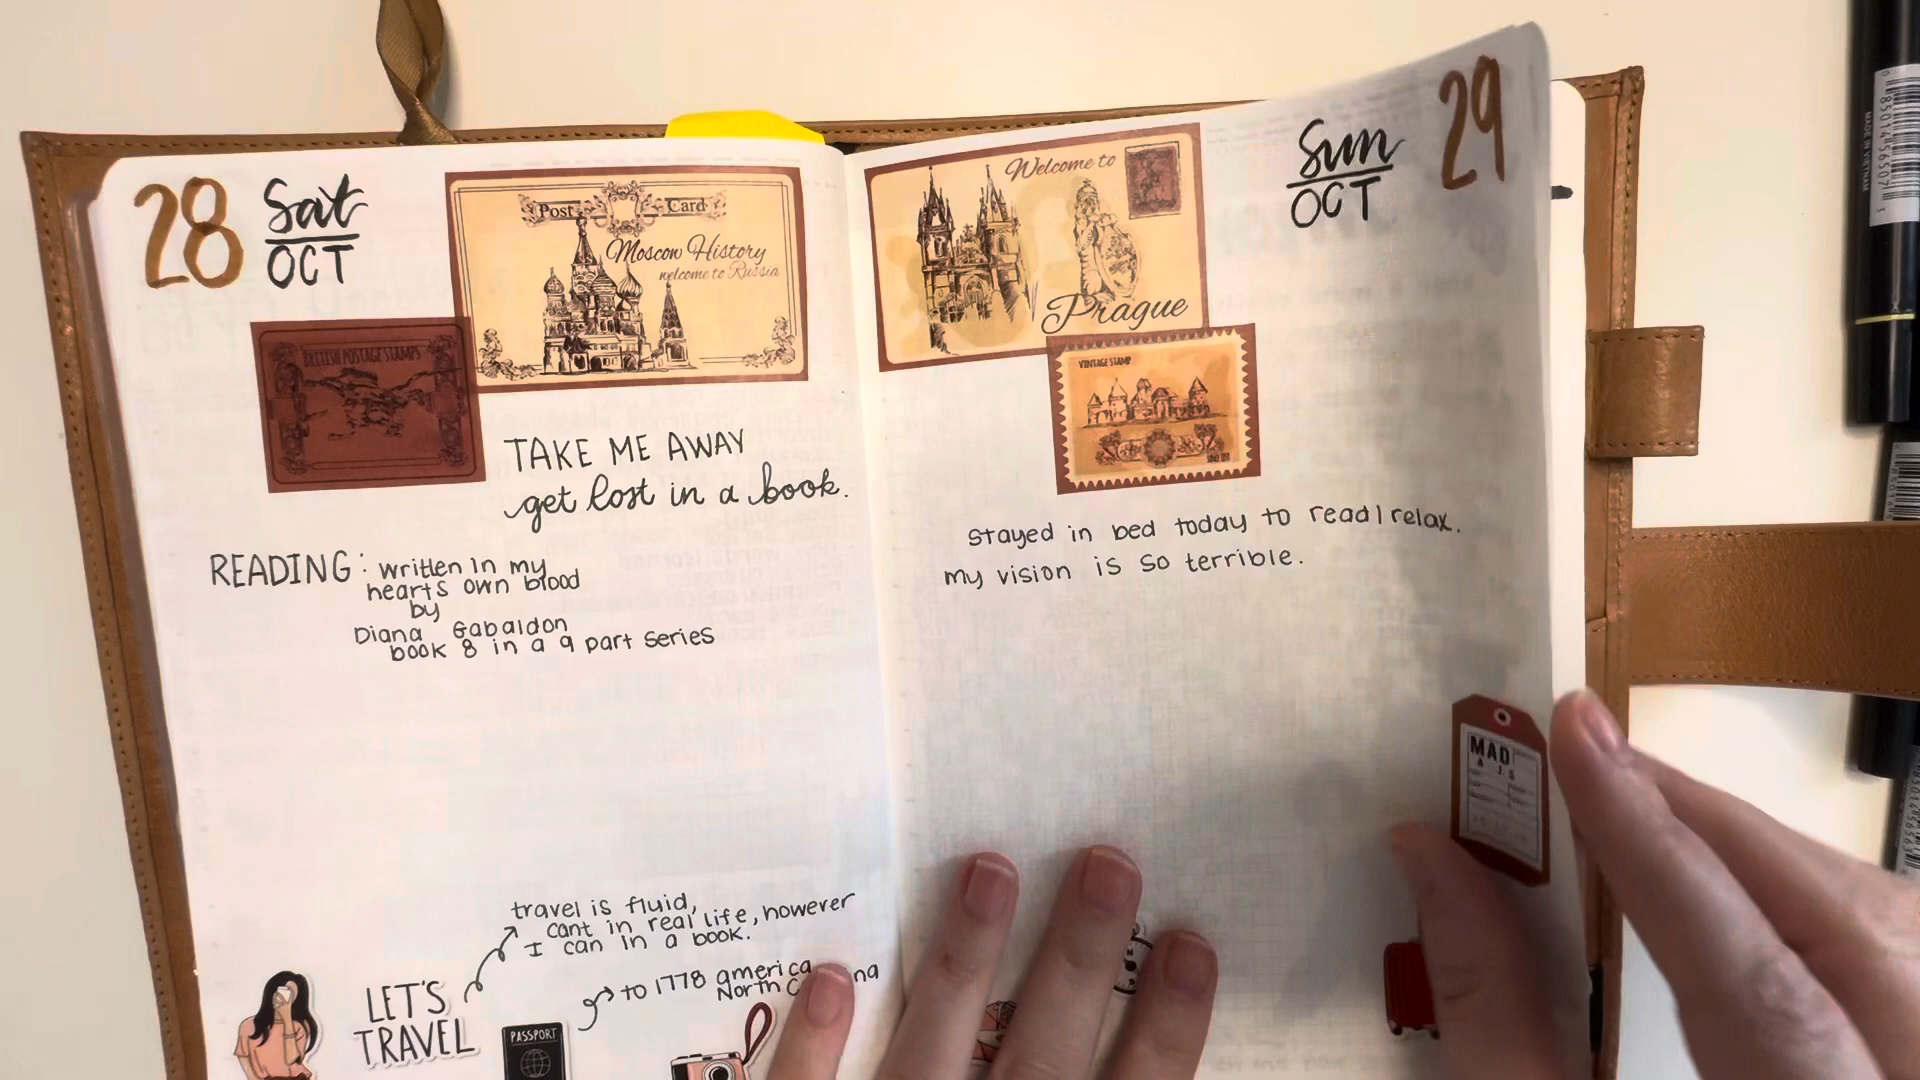 28
Sat
OCT
Post Card
Moscow History
welcome to Russia
BRITISH POSTAGE STAMPS
TAKE ME AWAY
get lost in a book.
READING: written in my
hearts own blood
by
Diana Gabaldon
book 8 in a 9 part series
travel is fluid,
cant in real life, however
I can in a book.
to 1778 america
North
LET'S
TRAVEL
PASSPORT
Welcome to
Prague
VINTAGE STAMP
Sun
OCT
29
stayed in bed today to read/relax.
my vision is so terrible.
MAD
MADE IN VIETNAM